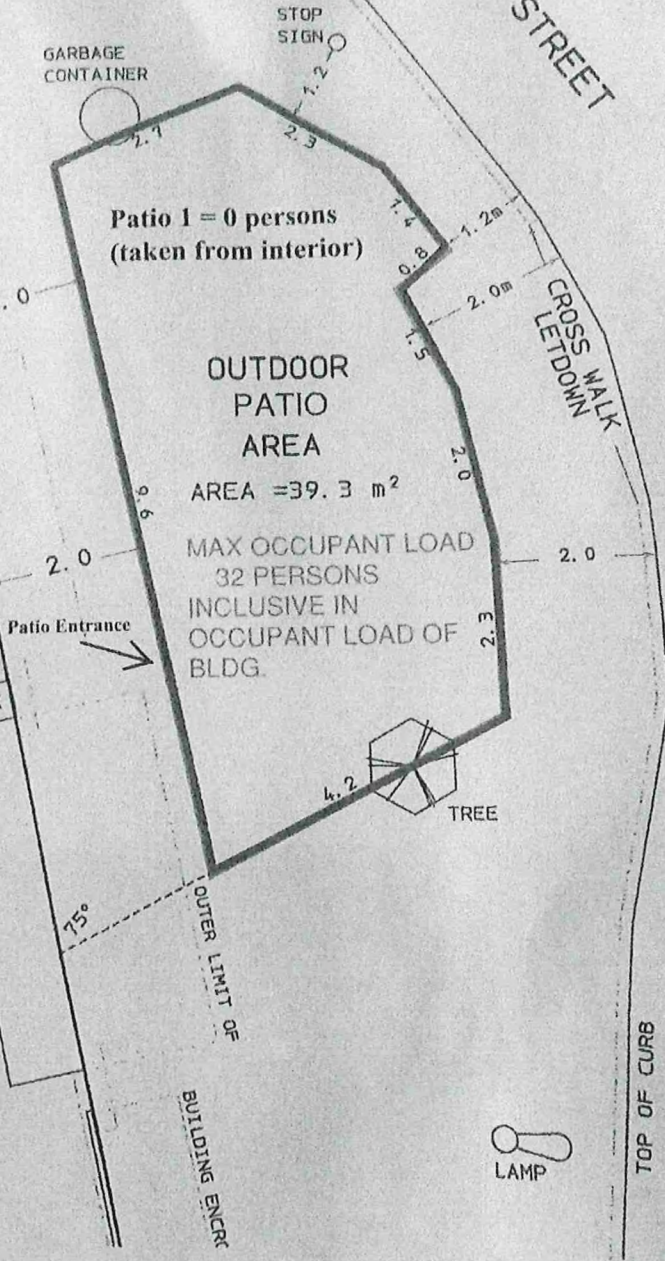 STREET
STOP
SIGN
GARBAGE
CONTAINER
1.2
2.7
2.3
Patio 1 = 0 persons
(taken from interior)
1.4
1.2m
0.8
.0
2.0m
1.5
CROSS WALK
LETDOWN
OUTDOOR
PATIO
AREA
AREA =39.3 m²
2.0
9.6
MAX OCCUPANT LOAD
32 PERSONS
INCLUSIVE IN
OCCUPANT LOAD OF
BLDG.
2.0
2.0
Patio Entrance
2.3
4.2
TREE
75°
OUTER LIMIT OF
BUILDING ENCR
LAMP
TOP OF CURB